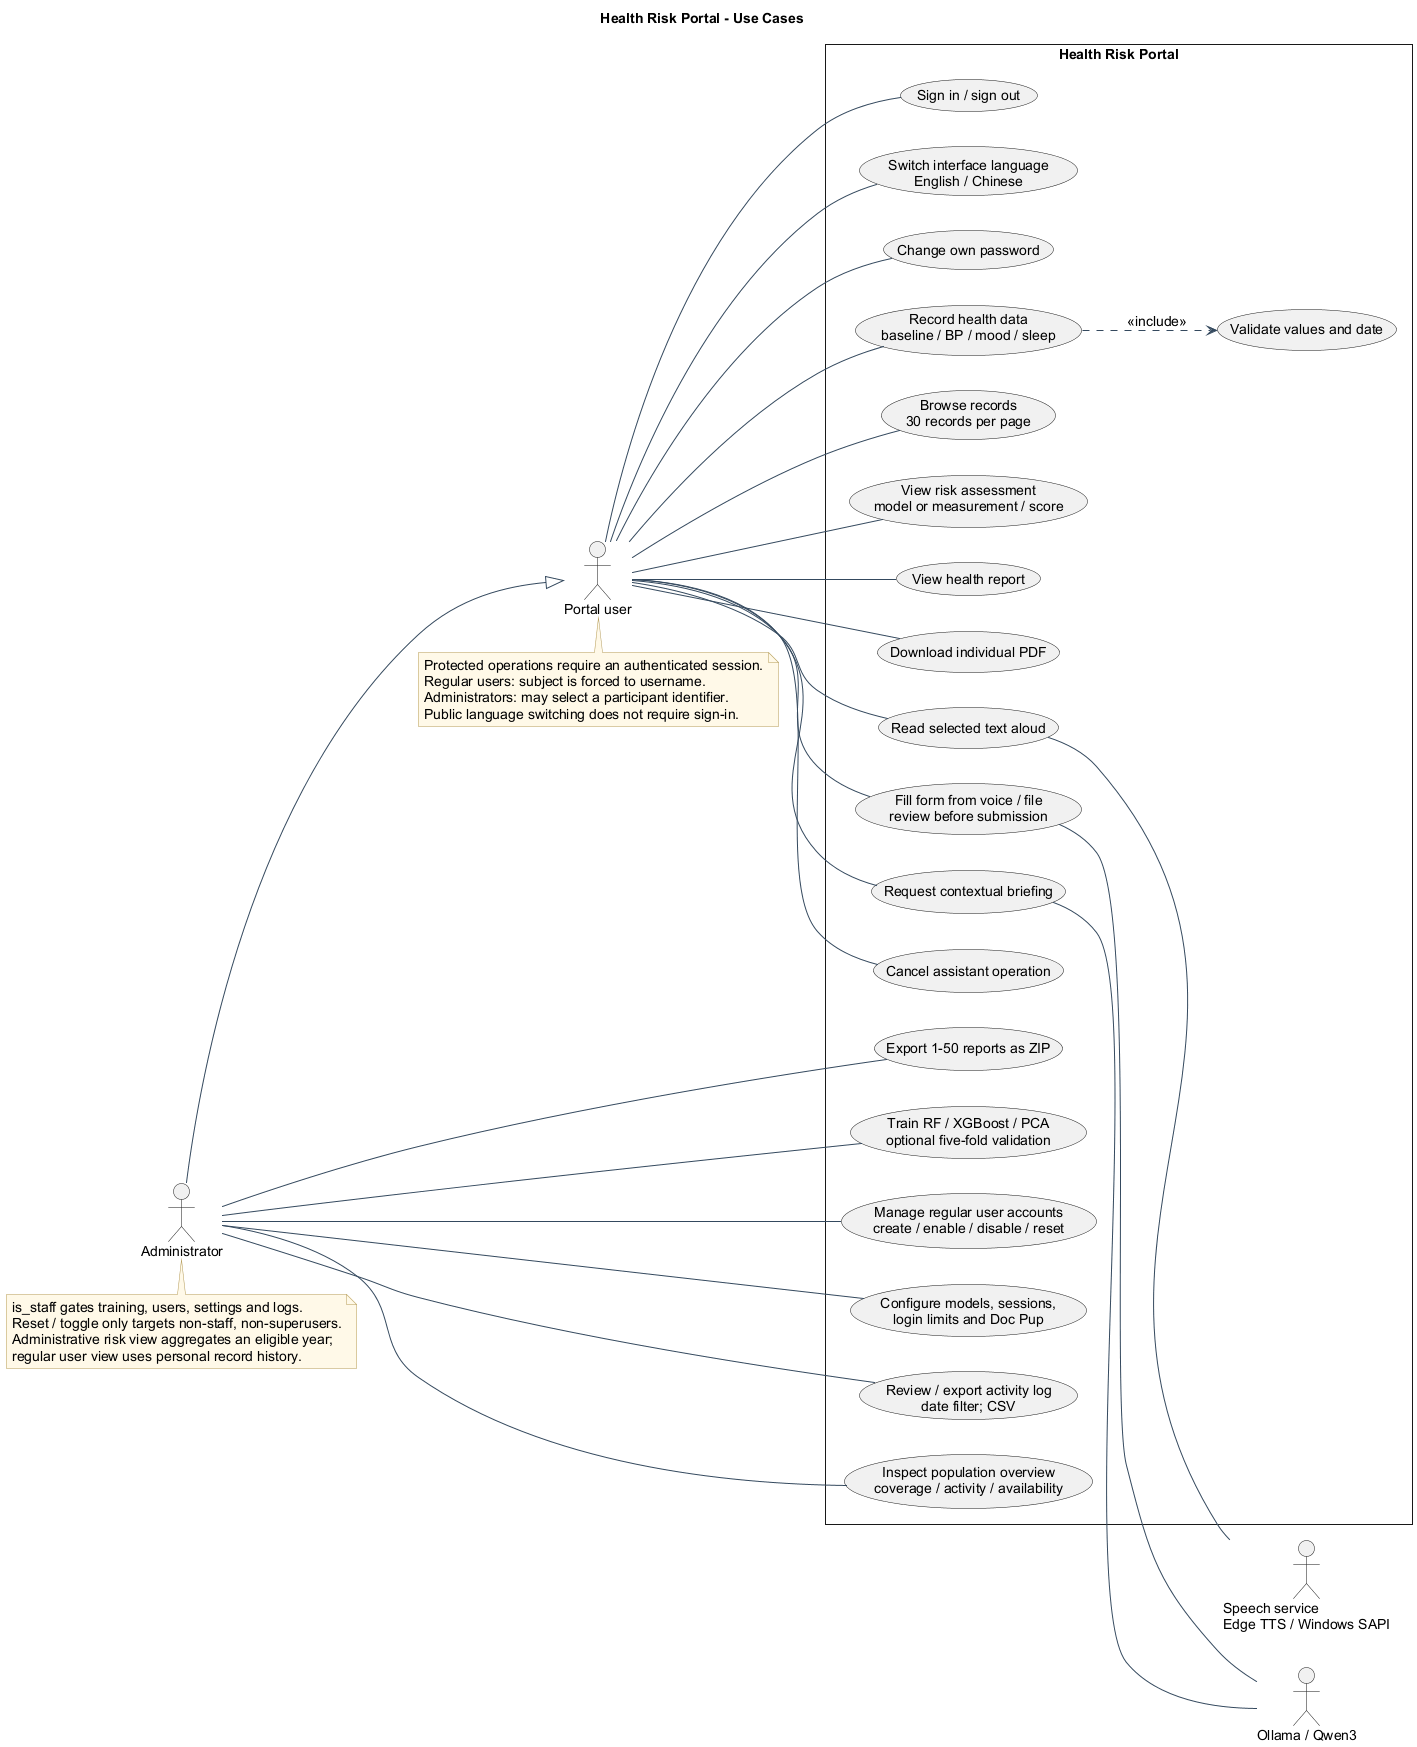 Health Risk Portal - Use Cases
Health Risk Portal
Sign in / sign out
Switch interface language
English / Chinese
Change own password
Record health data
baseline / BP / mood / sleep
«include»
Validate values and date
Browse records
30 records per page
View risk assessment
model or measurement / score
View health report
Portal user
Download individual PDF
Protected operations require an authenticated session.
Regular users: subject is forced to username.
Administrators: may select a participant identifier.
Public language switching does not require sign-in.
Read selected text aloud
Fill form from voice / file
review before submission
Request contextual briefing
Cancel assistant operation
Export 1-50 reports as ZIP
Train RF / XGBoost / PCA
optional five-fold validation
Manage regular user accounts
create / enable / disable / reset
Administrator
is_staff gates training, users, settings and logs.
Reset / toggle only targets non-staff, non-superusers.
Administrative risk view aggregates an eligible year;
regular user view uses personal record history.
Configure models, sessions,
login limits and Doc Pup
Review / export activity log
date filter; CSV
Inspect population overview
coverage / activity / availability
Speech service
Edge TTS / Windows SAPI
Ollama / Qwen3